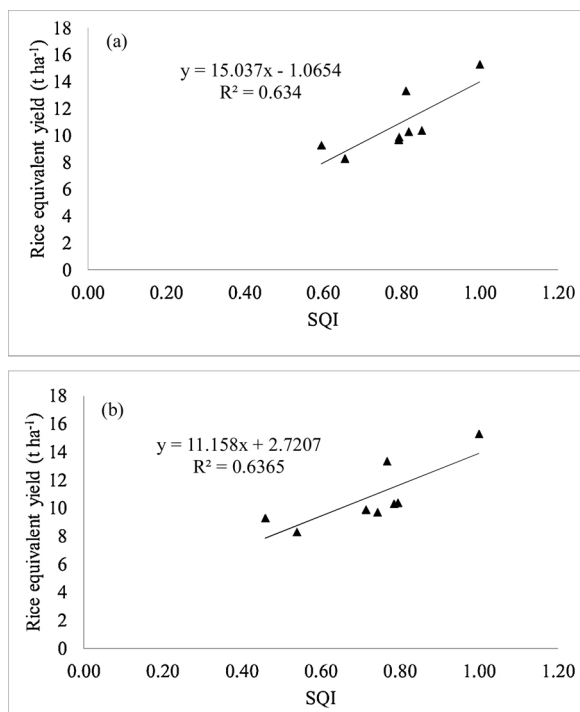 (a)
y = 15.037x - 1.0654
R² = 0.634
Rice equivalent yield (t ha⁻¹)
18
16
14
12
10
8
6
4
2
0
0.00 0.20 0.40 0.60 0.80 1.00 1.20
SQI
(b)
y = 11.158x + 2.7207
R² = 0.6365
Rice equivalent yield (t ha⁻¹)
18
16
14
12
10
8
6
4
2
0
0.00 0.20 0.40 0.60 0.80 1.00 1.20
SQI